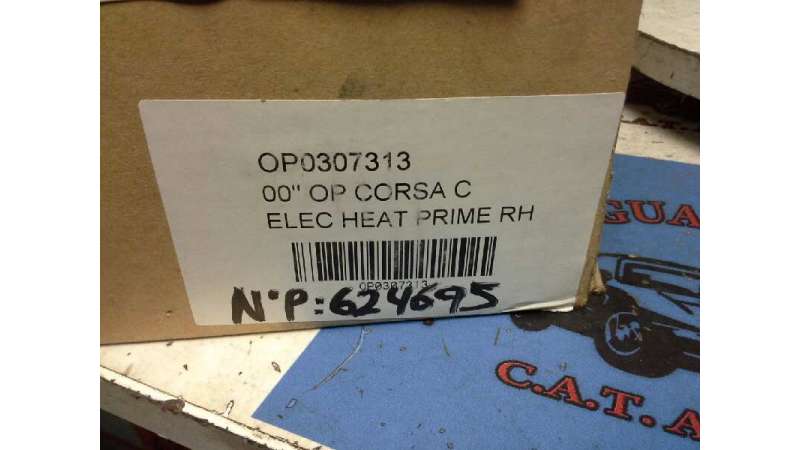 OP0307313
00" OP CORSA C
ELEC HEAT PRIME RH
OP0307313
N·P:624695
GUA
C.A.T. A